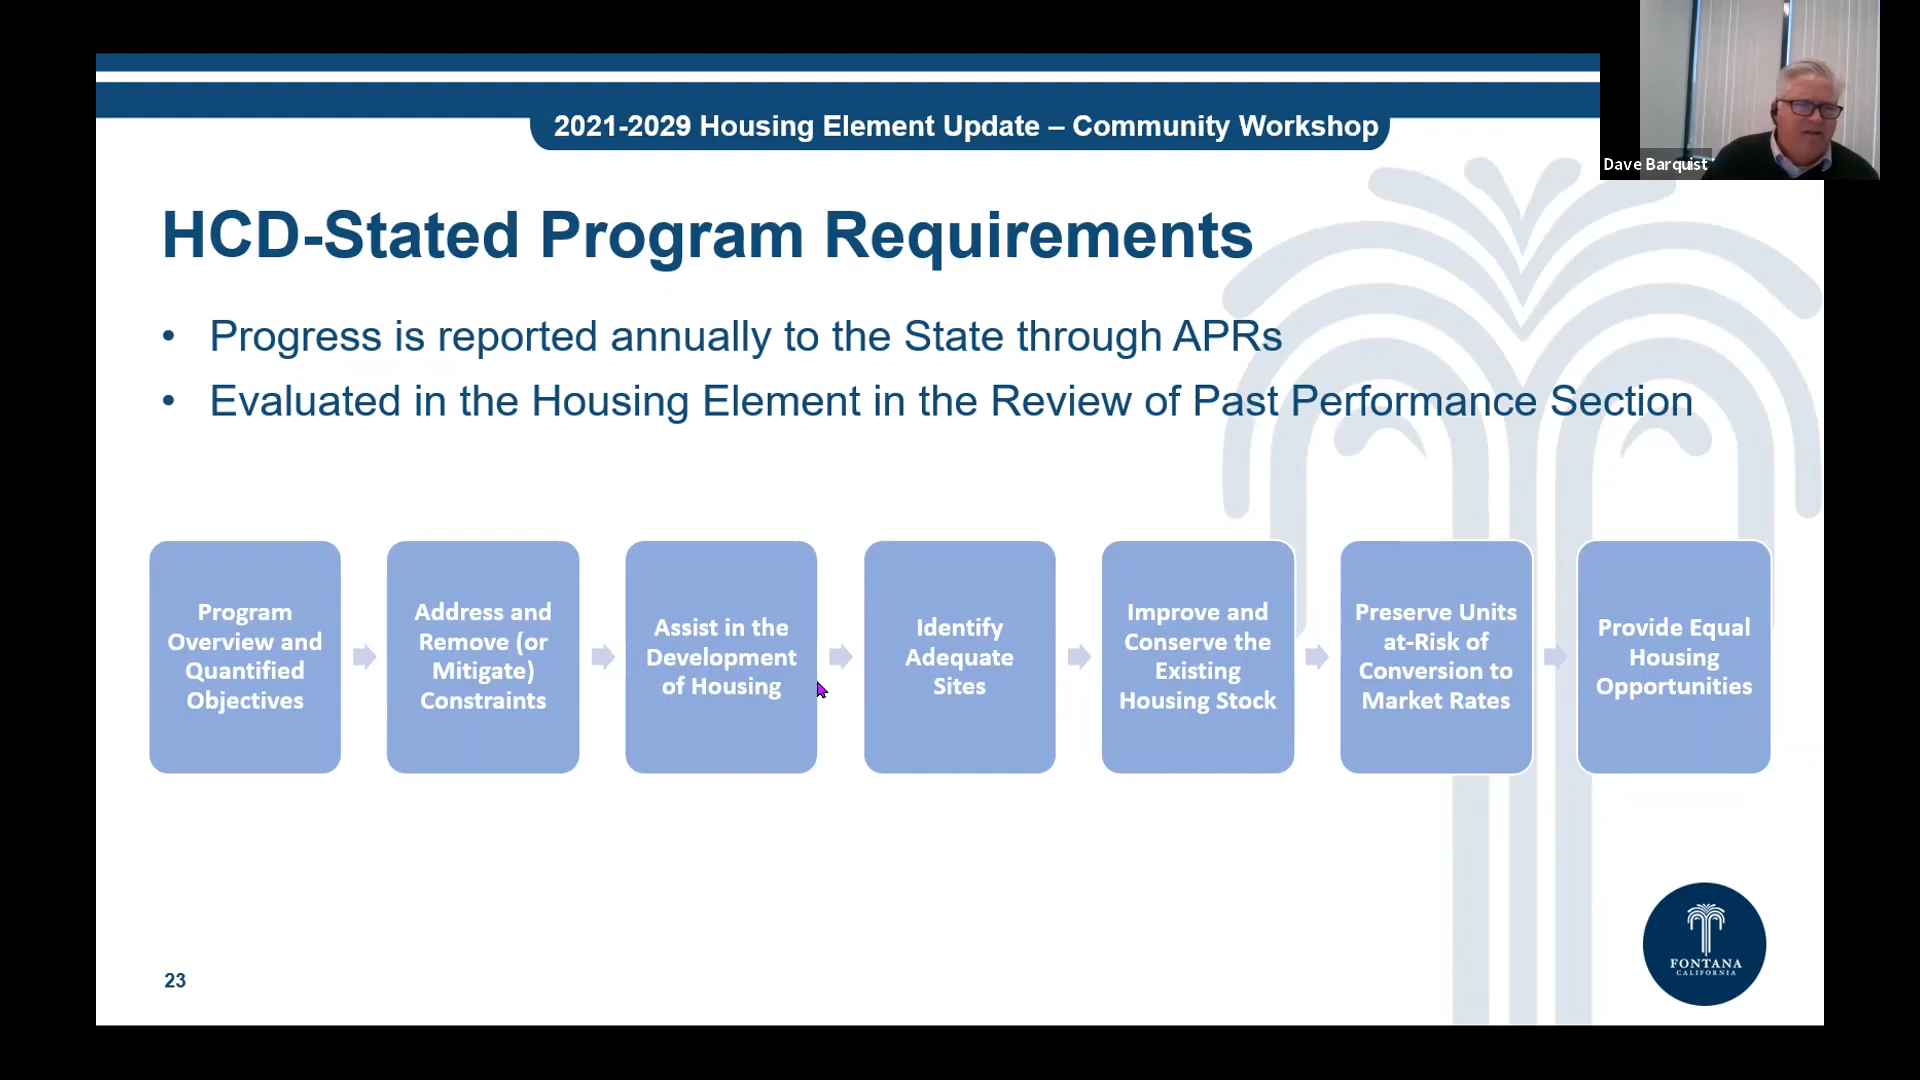 2021-2029 Housing Element Update – Community Workshop
Dave Barquist
HCD-Stated Program Requirements
• Progress is reported annually to the State through APRs
• Evaluated in the Housing Element in the Review of Past Performance Section
Program
Overview and
Quantified
Objectives
Address and
Remove (or
Mitigate)
Constraints
Assist in the
Development
of Housing
Identify
Adequate
Sites
Improve and
Conserve the
Existing
Housing Stock
Preserve Units
at-Risk of
Conversion to
Market Rates
Provide Equal
Housing
Opportunities
23
FONTANA
CALIFORNIA